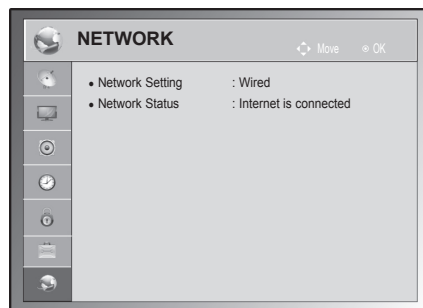 NETWORK
Move OK
• Network Setting : Wired
• Network Status : Internet is connected